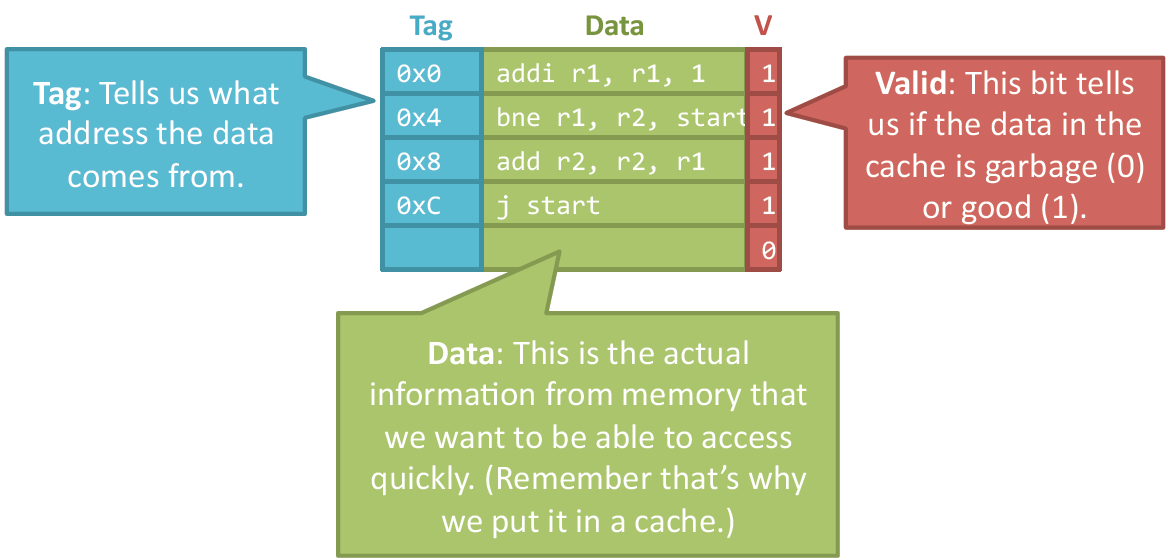 Tag Data V
0x0 addi r1, r1, 1 1
0x4 bne r1, r2, start 1
0x8 add r2, r2, r1 1
0xC j start 1
0
Tag: Tells us what
address the data
comes from.
Valid: This bit tells
us if the data in the
cache is garbage (0)
or good (1).
Data: This is the actual
information from memory that
we want to be able to access
quickly. (Remember that’s why
we put it in a cache.)